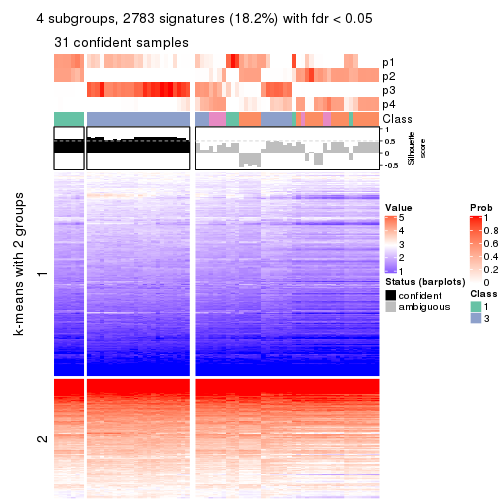 4 subgroups, 2783 signatures (18.2%) with fdr < 0.05
31 confident samples
p1
p2
p3
p4
Class
1
0.5
0
-0.5
Silhouette
score
k-means with 2 groups
1
2
Value
5
4
3
2
1
Prob
1
0.8
0.6
0.4
0.2
0
Status (barplots)
confident
ambiguous
Class
1
3